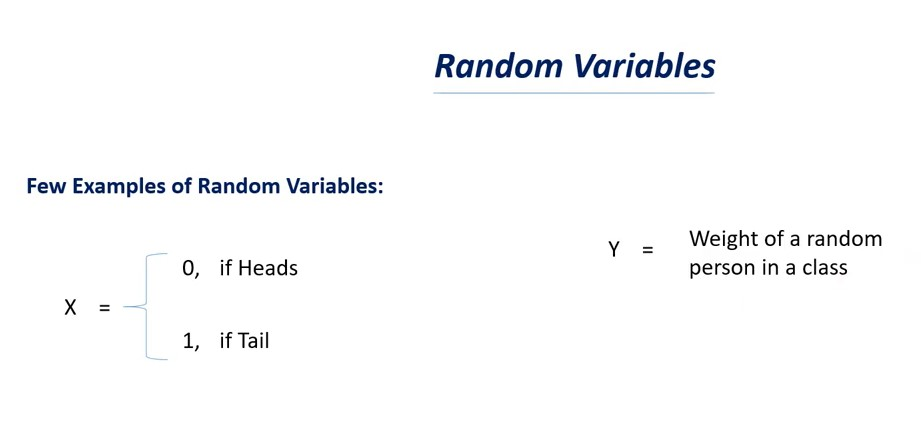 Random Variables
Few Examples of Random Variables:
X =
0, if Heads
1, if Tail
Y =
Weight of a random
person in a class